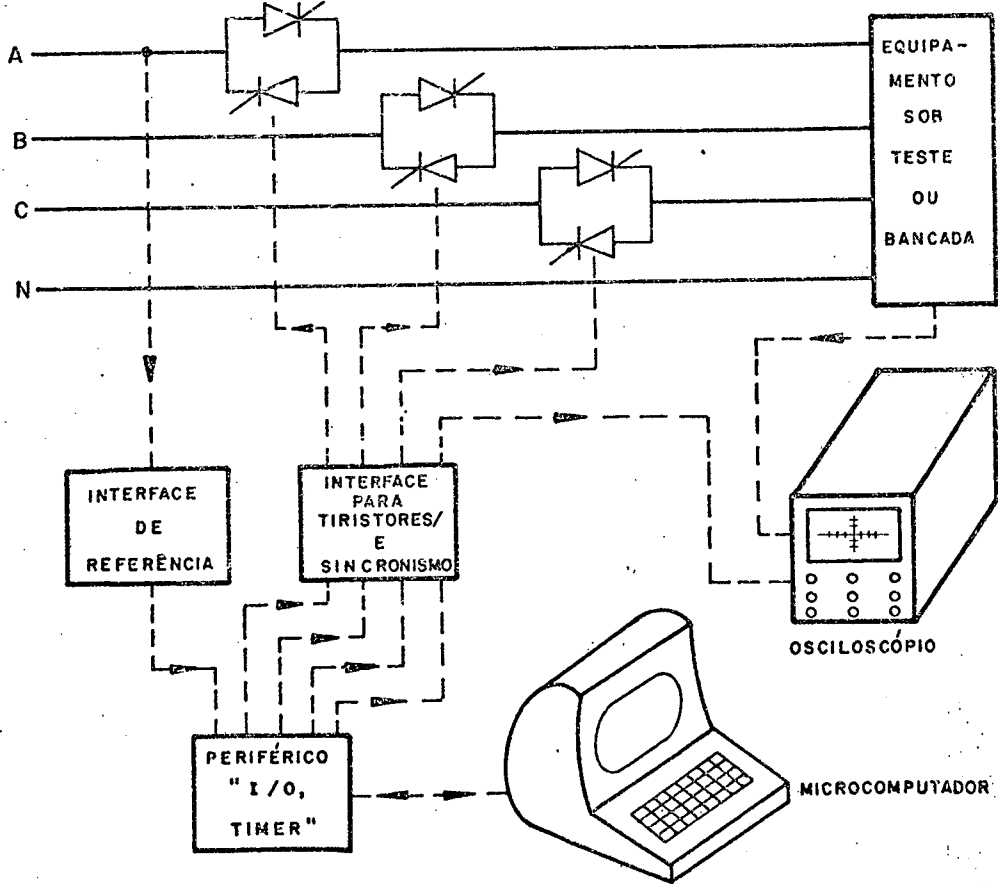 A
B
C
N
EQUIPA-
MENTO
SOB
TESTE
OU
BANCADA
INTERFACE
DE
REFERÊNCIA
INTERFACE
PARA
TIRISTORES/
E
SINCRONISMO
OSCILOSCÓPIO
PERIFÉRICO
" I/O,
TIMER"
MICROCOMPUTADOR